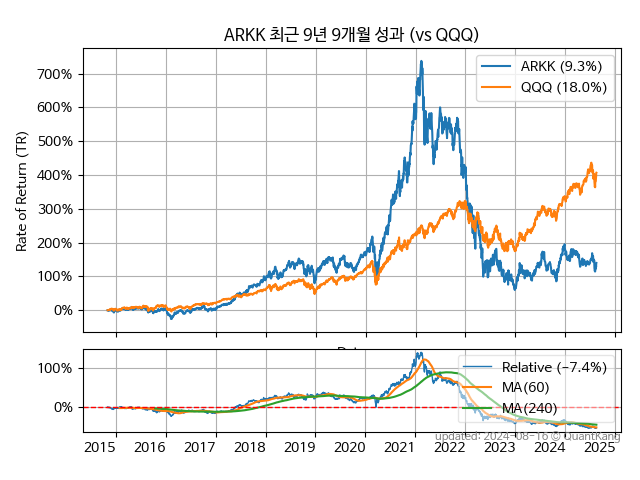 ARKK 최근 9년 9개월 성과 (vs QQQ)
Rate of Return (TR)
700%
600%
500%
400%
300%
200%
100%
0%
ARKK (9.3%)
QQQ (18.0%)
100%
0%
Relative (-7.4%)
MA(60)
MA(240)
updated: 2024-08-16 © QuantKang
2015 2016 2017 2018 2019 2020 2021 2022 2023 2024 2025